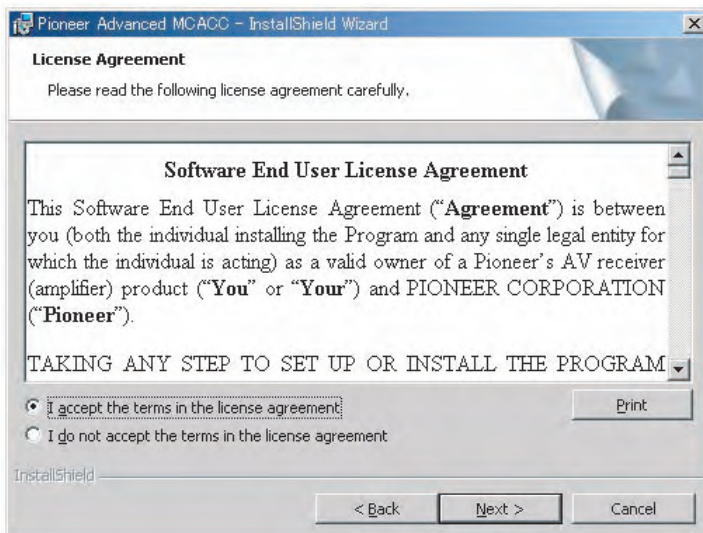 Pioneer Advanced MCACC - InstallShield Wizard
License Agreement
Please read the following license agreement carefully.
Software End User License Agreement
This Software End User License Agreement (“Agreement”) is between
you (both the individual installing the Program and any single legal entity for
which the individual is acting) as a valid owner of a Pioneer’s AV receiver
(amplifier) product (“You” or “Your”) and PIONEER CORPORATION
(“Pioneer”).
TAKING ANY STEP TO SET UP OR INSTALL THE PROGRAM
I accept the terms in the license agreement
Print
I do not accept the terms in the license agreement
InstallShield
< Back
Next >
Cancel